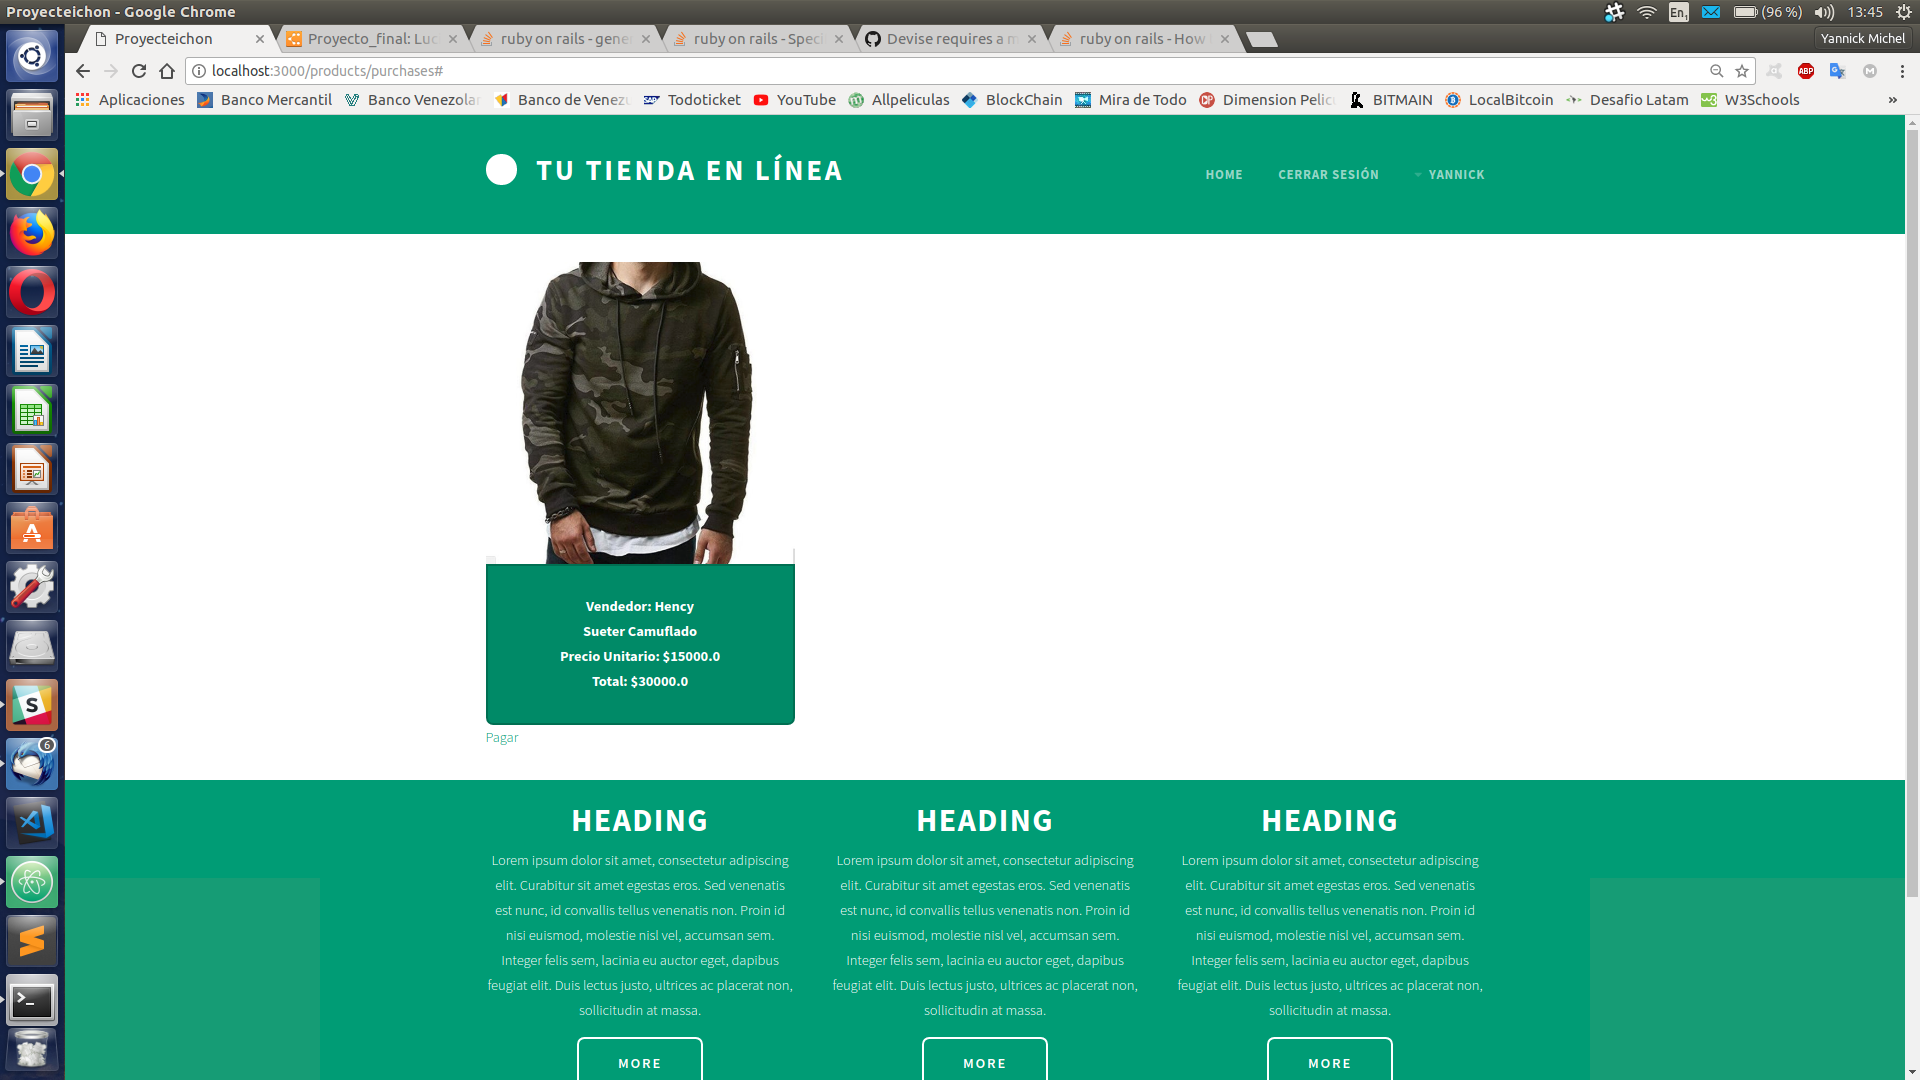 Proyecteichon - Google Chrome
En1
(96 %)
13:45
Proyecteichon
Proyecto_final: Luc
ruby on rails - gene
ruby on rails - Speci
Devise requires a m
ruby on rails - How
Yannick Michel
localhost:3000/products/purchases#
ABP
M
Aplicaciones
Banco Mercantil
Banco Venezolan
Banco de Venezu
Todoticket
YouTube
Allpeliculas
BlockChain
Mira de Todo
Dimension Pelic
BITMAIN
LocalBitcoin
Desafio Latam
W3Schools
»
TU TIENDA EN LÍNEA
HOME
CERRAR SESIÓN
YANNICK
Vendedor: Hency
Sueter Camuflado
Precio Unitario: $15000.0
Total: $30000.0
Pagar
HEADING
Lorem ipsum dolor sit amet, consectetur adipiscing
elit. Curabitur sit amet egestas eros. Sed venenatis
est nunc, id convallis tellus venenatis non. Proin id
nisi euismod, molestie nisl vel, accumsan sem.
Integer felis sem, lacinia eu auctor eget, dapibus
feugiat elit. Duis lectus justo, ultrices ac placerat non,
sollicitudin at massa.
MORE
HEADING
Lorem ipsum dolor sit amet, consectetur adipiscing
elit. Curabitur sit amet egestas eros. Sed venenatis
est nunc, id convallis tellus venenatis non. Proin id
nisi euismod, molestie nisl vel, accumsan sem.
Integer felis sem, lacinia eu auctor eget, dapibus
feugiat elit. Duis lectus justo, ultrices ac placerat non,
sollicitudin at massa.
MORE
HEADING
Lorem ipsum dolor sit amet, consectetur adipiscing
elit. Curabitur sit amet egestas eros. Sed venenatis
est nunc, id convallis tellus venenatis non. Proin id
nisi euismod, molestie nisl vel, accumsan sem.
Integer felis sem, lacinia eu auctor eget, dapibus
feugiat elit. Duis lectus justo, ultrices ac placerat non,
sollicitudin at massa.
MORE
A
S
6